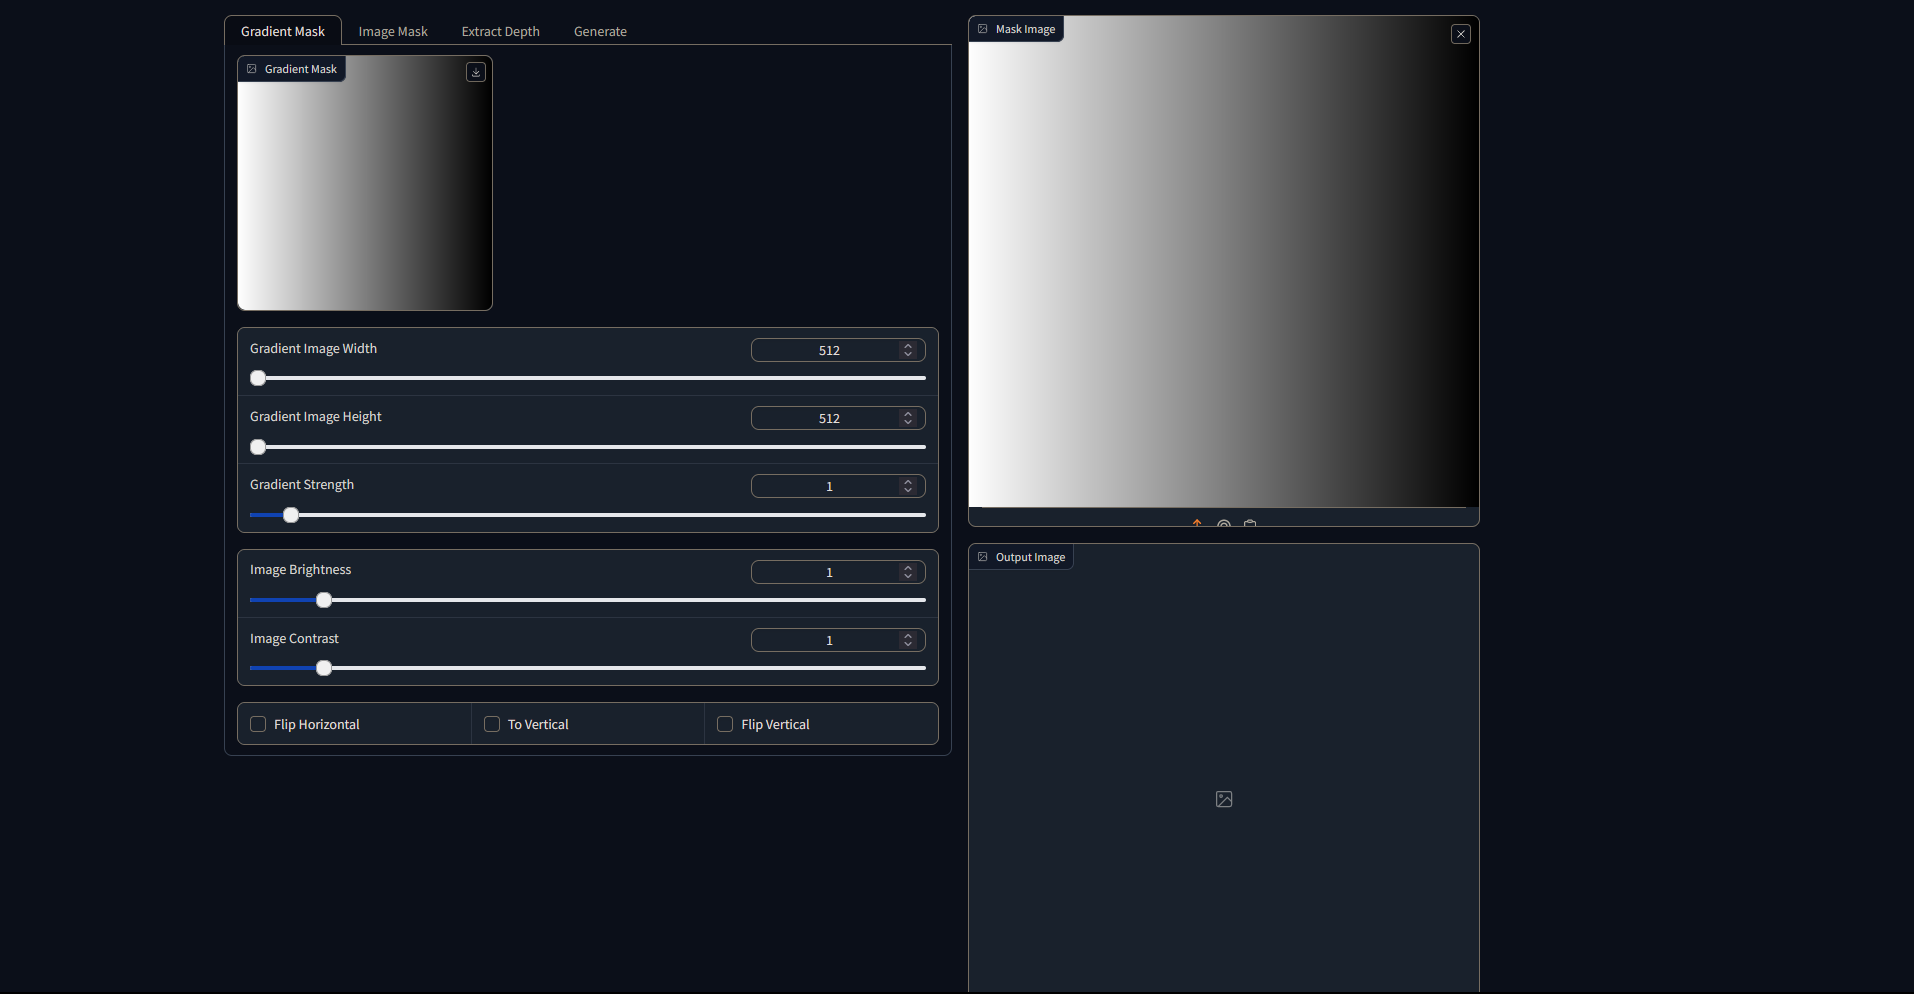 Gradient Mask
Image Mask
Extract Depth
Generate
Gradient Mask
Gradient Image Width
512
Gradient Image Height
512
Gradient Strength
1
Image Brightness
1
Image Contrast
1
Flip Horizontal
To Vertical
Flip Vertical
Mask Image
Output Image